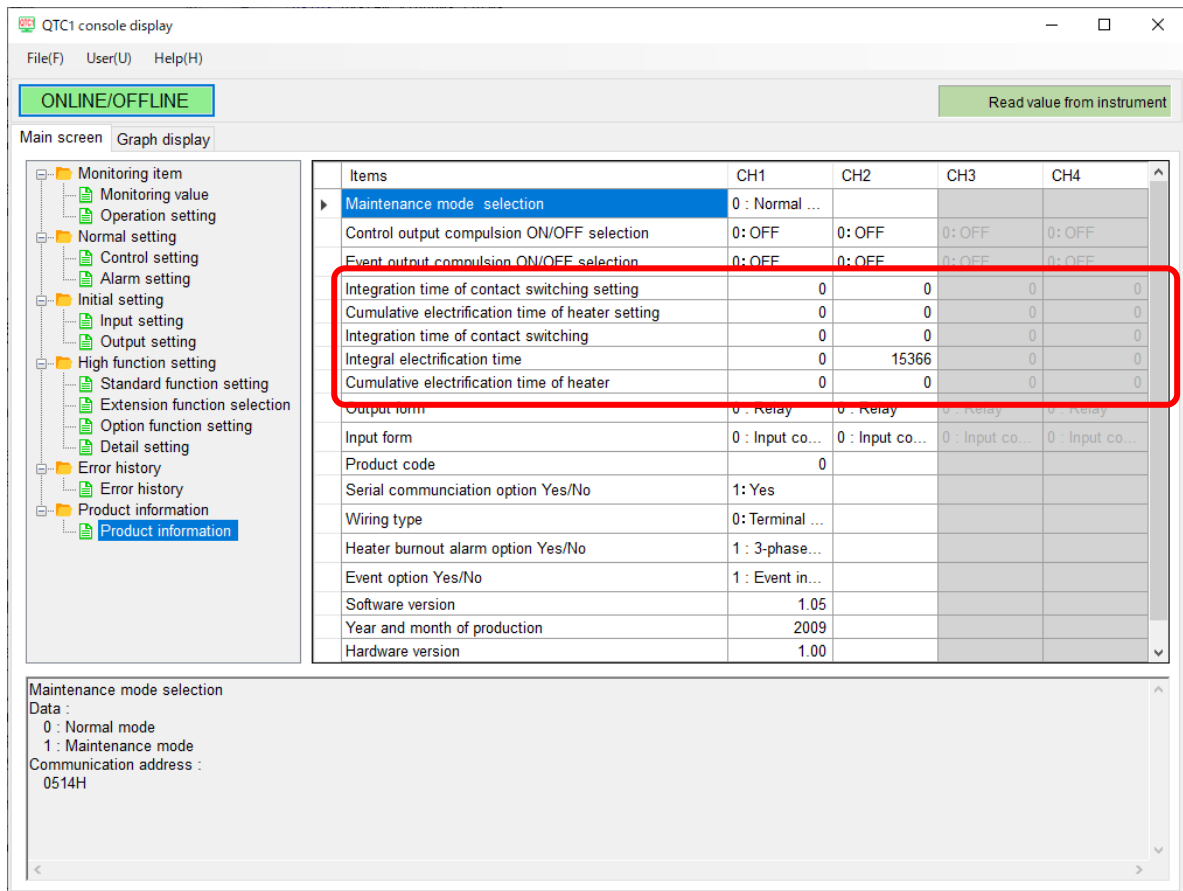 QTC1 console display
File(F) User(U) Help(H)
ONLINE/OFFLINE
Read value from instrument
Main screen Graph display
Monitoring item
Monitoring value
Operation setting
Normal setting
Control setting
Alarm setting
Initial setting
Input setting
Output setting
High function setting
Standard function setting
Extension function selection
Option function setting
Detail setting
Error history
Error history
Product information
Product information
Items CH1 CH2 CH3 CH4
Maintenance mode selection 0 : Normal ...
Control output compulsion ON/OFF selection 0: OFF 0: OFF 0: OFF 0: OFF
Event output compulsion ON/OFF selection 0: OFF 0: OFF 0: OFF 0: OFF
Integration time of contact switching setting 0 0 0 0
Cumulative electrification time of heater setting 0 0 0 0
Integration time of contact switching 0 0 0 0
Integral electrification time 0 15366 0 0
Cumulative electrification time of heater 0 0 0 0
Output form 0 : Relay 0 : Relay 0 : Relay 0 : Relay
Input form 0 : Input co... 0 : Input co... 0 : Input co... 0 : Input co...
Product code 0
Serial communciation option Yes/No 1: Yes
Wiring type 0: Terminal ...
Heater burnout alarm option Yes/No 1 : 3-phase...
Event option Yes/No 1 : Event in...
Software version 1.05
Year and month of production 2009
Hardware version 1.00
Maintenance mode selection
Data :
0 : Normal mode
1 : Maintenance mode
Communication address :
0514H